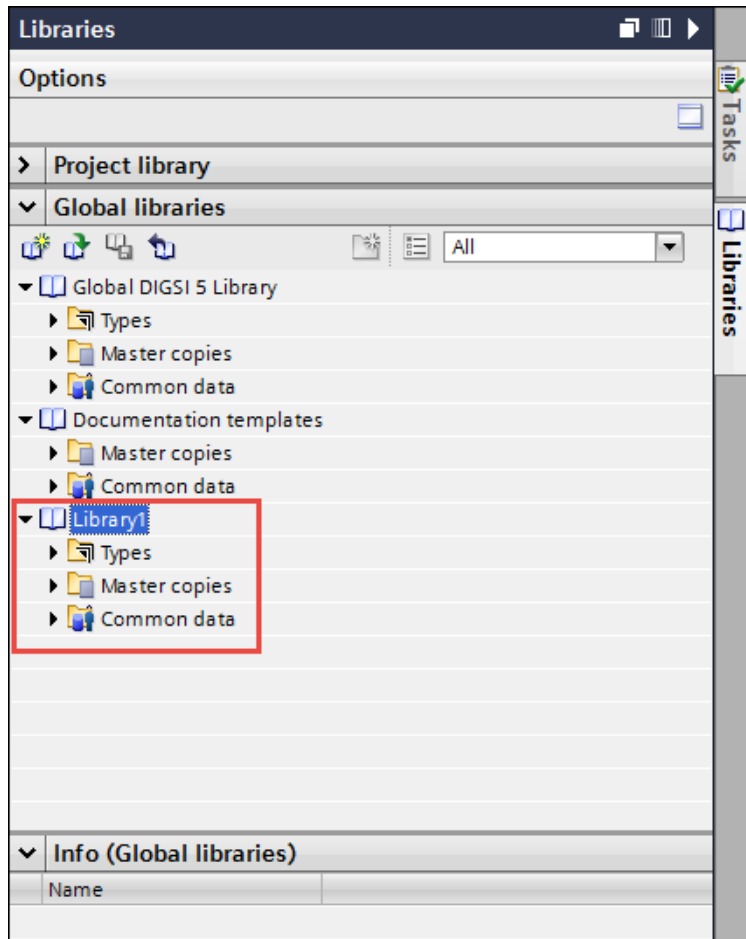 Libraries
Options
Project library
Global libraries
All
Global DIGSI 5 Library
Types
Master copies
Common data
Documentation templates
Master copies
Common data
Library1
Types
Master copies
Common data
Info (Global libraries)
Name
Tasks
Libraries